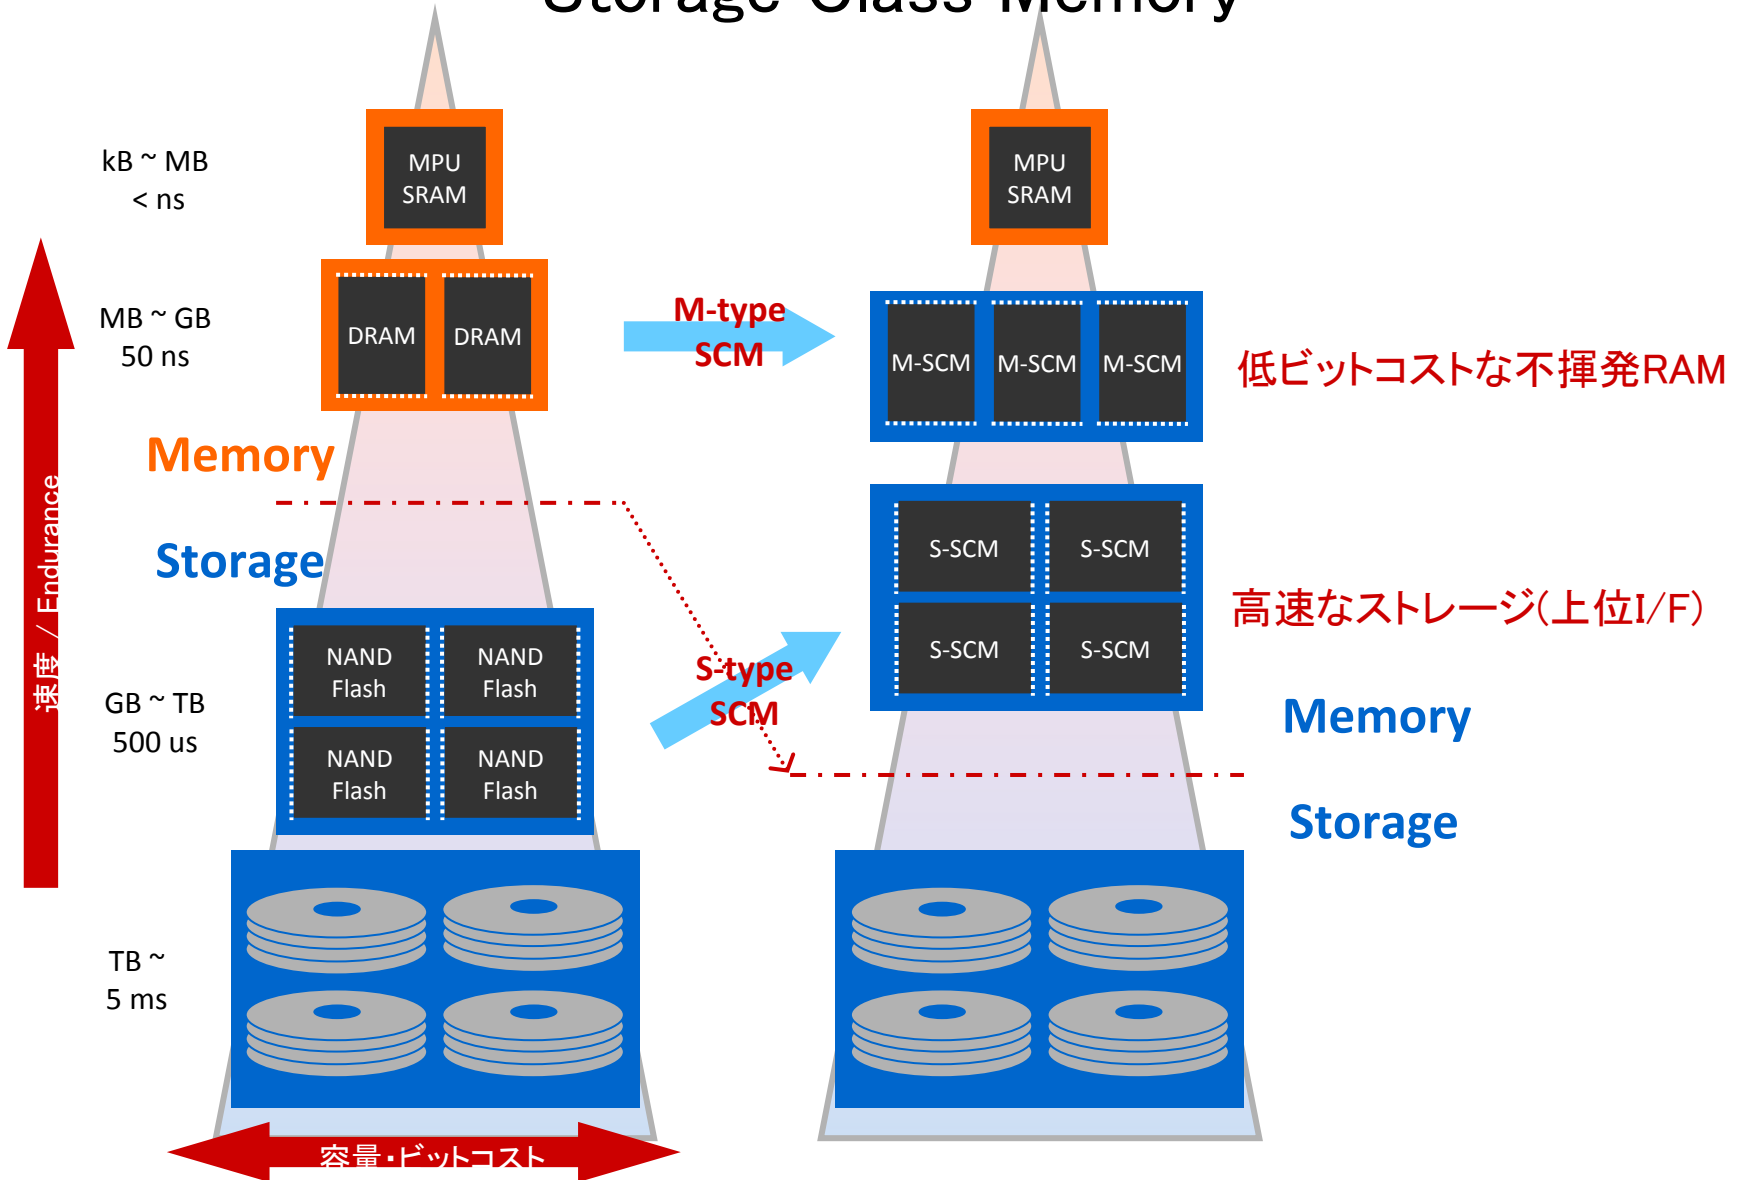 Storage Class Memory
kB ~ MB
< ns
MPU
SRAM
MPU
SRAM
MB ~ GB
50 ns
DRAM
DRAM
M-type
SCM
M-SCM
M-SCM
M-SCM
低ビットコストな不揮発RAM
Memory
Storage
速度 / Endurance
S-SCM
S-SCM
S-SCM
S-SCM
高速なストレージ(上位I/F)
GB ~ TB
500 us
NAND
Flash
NAND
Flash
NAND
Flash
NAND
Flash
S-type
SCM
Memory
Storage
TB ~
5 ms
容量・ビットコスト